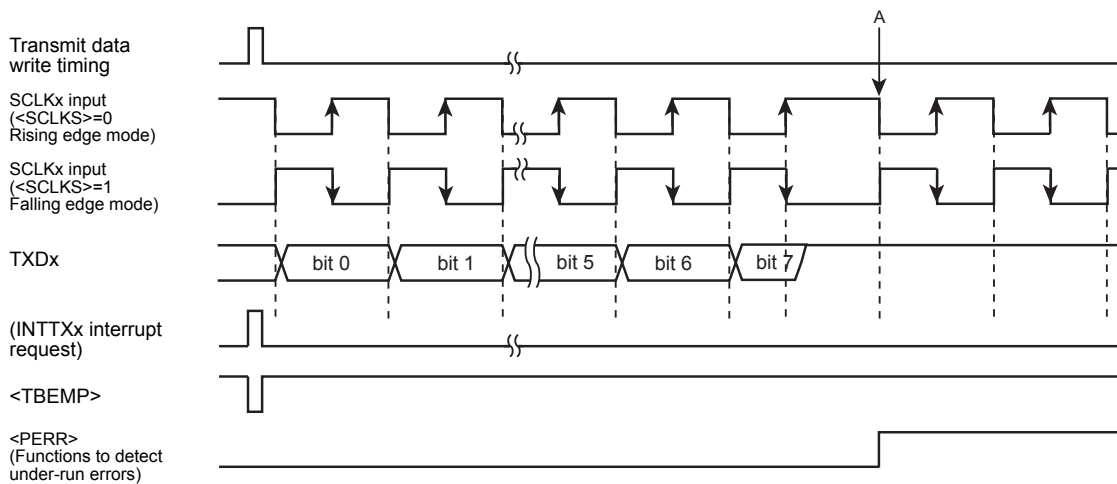 A
Transmit data
write timing
SCLKx input
(<SCLKS>=0
Rising edge mode)
SCLKx input
(<SCLKS>=1
Falling edge mode)
TXDx
bit 0
bit 1
bit 5
bit 6
bit 7
(INTTXx interrupt
request)
<TBEMP>
<PERR>
(Functions to detect
under-run errors)